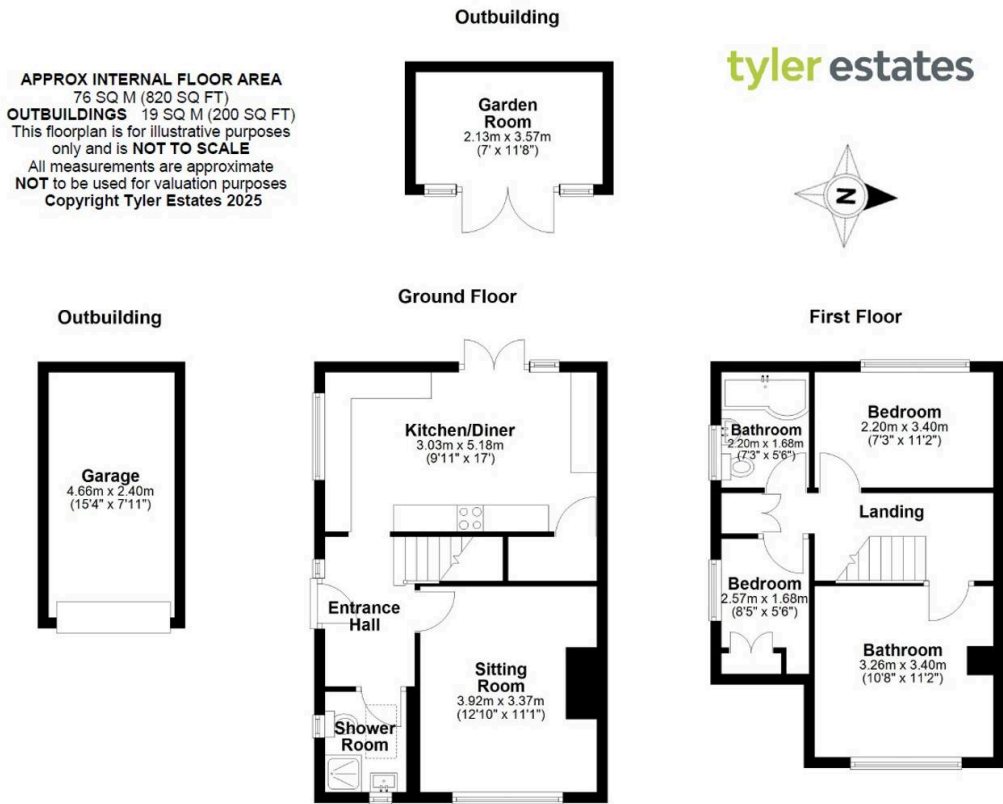 Outbuilding
tyler estates
APPROX INTERNAL FLOOR AREA
76 SQ M (820 SQ FT)
OUTBUILDINGS 19 SQ M (200 SQ FT)
This floorplan is for illustrative purposes
only and is NOT TO SCALE
All measurements are approximate
NOT to be used for valuation purposes
Copyright Tyler Estates 2025
Garden
Room
2.13m x 3.57m
(7' x 11'8")
N
Outbuilding
Garage
4.66m x 2.40m
(15'4" x 7'11")
Ground Floor
Kitchen/Diner
3.03m x 5.18m
(9'11" x 17')
Entrance
Hall
Sitting
Room
3.92m x 3.37m
(12'10" x 11'1")
Shower
Room
First Floor
Bathroom
2.20m x 1.68m
(7'3" x 5'6")
Bedroom
2.20m x 3.40m
(7'3" x 11'2")
Landing
Bedroom
2.57m x 1.68m
(8'5" x 5'6")
Bathroom
3.26m x 3.40m
(10'8" x 11'2")